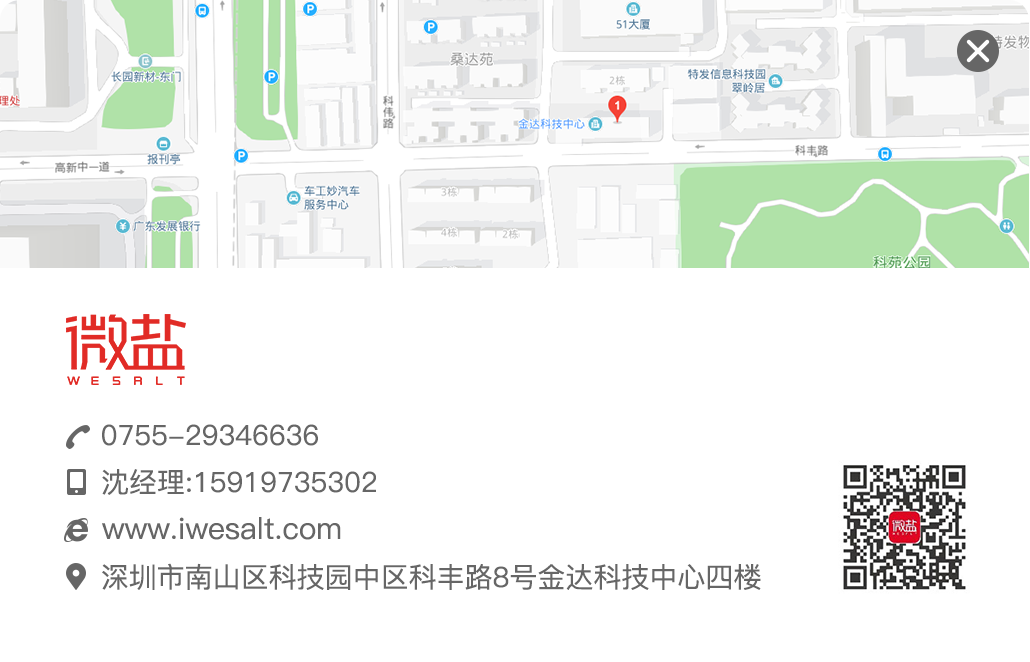 P
P
51大厦
P
桑达苑
特发物
长园新材-东门
P
2栋
特发信息科技园
翠岭居
理处
科伟路
1
金达科技中心
报刊亭
P
科丰路
高新中一道
3栋
车工妙汽车
服务中心
¥
广东发展银行
4栋
2栋
科苑公园
微盐
WESALT
0755-29346636
沈经理:15919735302
www.iwesalt.com
微盐
深圳市南山区科技园中区科丰路8号金达科技中心四楼